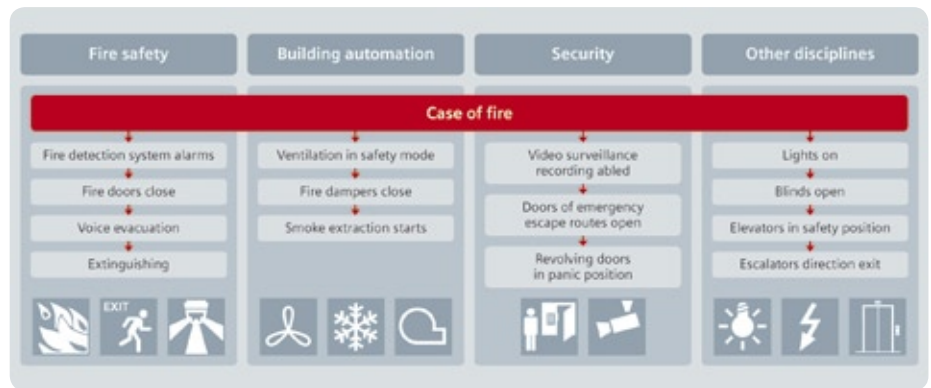 Fire safety
Building automation
Security
Other disciplines
Case of fire
Fire detection system alarms
Fire doors close
Voice evacuation
Extinguishing
Ventilation in safety mode
Fire dampers close
Smoke extraction starts
Video surveillance
recording abled
Doors of emergency
escape routes open
Revolving doors
in panic position
Lights on
Blinds open
Elevators in safety position
Escalators direction exit
EXIT